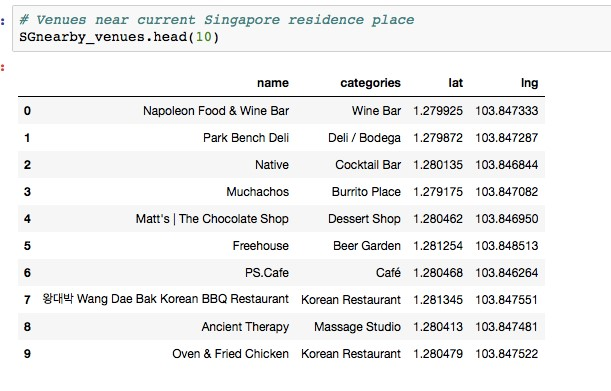 # Venues near current Singapore residence place
SGnearby_venues.head(10)
name categories lat lng
0 Napoleon Food & Wine Bar Wine Bar 1.279925 103.847333
1 Park Bench Deli Deli / Bodega 1.279872 103.847287
2 Native Cocktail Bar 1.280135 103.846844
3 Muchachos Burrito Place 1.279175 103.847082
4 Matt's | The Chocolate Shop Dessert Shop 1.280462 103.846950
5 Freehouse Beer Garden 1.281254 103.848513
6 PS.Cafe Café 1.280468 103.846264
7 왕대박 Wang Dae Bak Korean BBQ Restaurant Korean Restaurant 1.281345 103.847551
8 Ancient Therapy Massage Studio 1.280413 103.847481
9 Oven & Fried Chicken Korean Restaurant 1.280479 103.847522